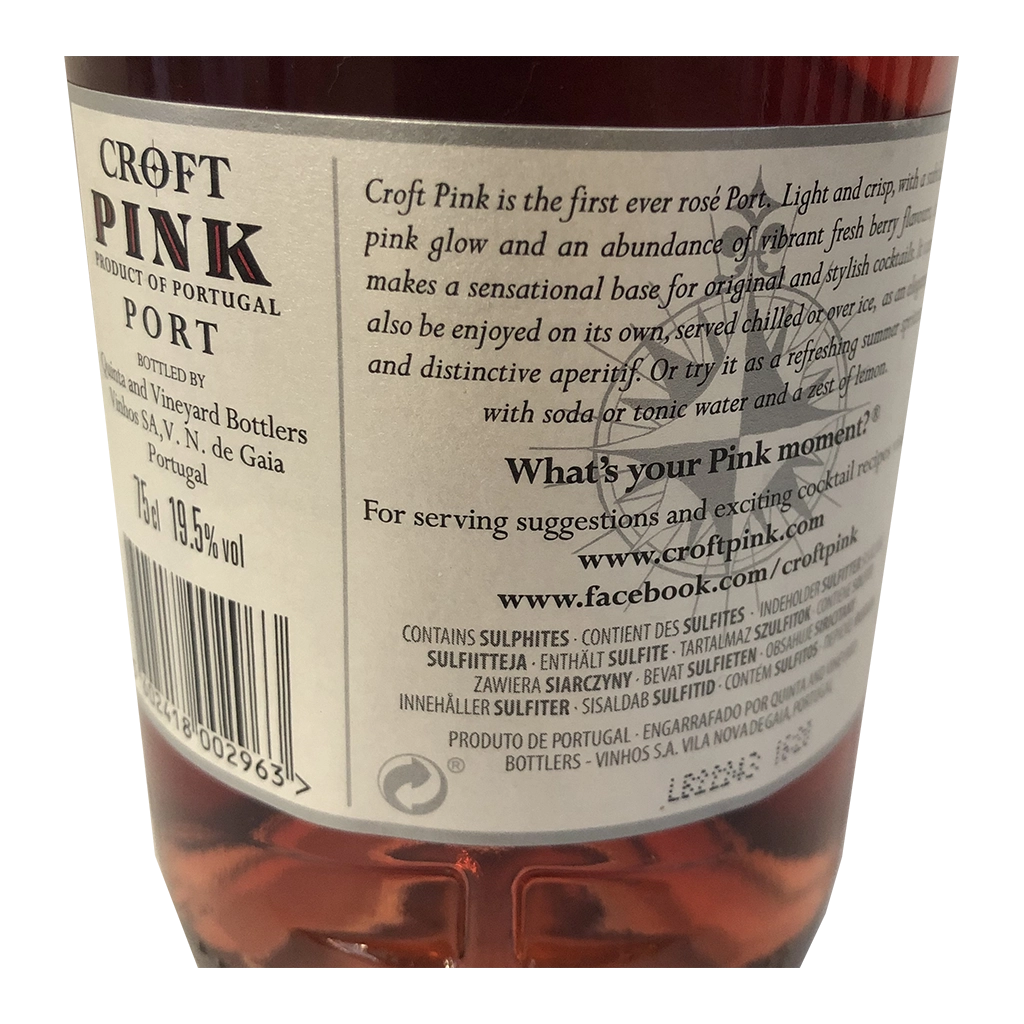 CROFT
PINK
PRODUCT OF PORTUGAL
PORT
BOTTLED BY
Quinta and Vineyard Bottlers
Vinhos SA, V. N. de Gaia
Portugal
75cl 19.5% vol
002418 002963 >
Croft Pink is the first ever rosé Port. Light and crisp, with a
pink glow and an abundance of vibrant fresh berry flavours,
makes a sensational base for original and stylish cocktails. It
also be enjoyed on its own, served chilled or over ice, as an
and distinctive aperitif. Or try it as a refreshing summer
with soda or tonic water and a zest of lemon.
What's your Pink moment?®
For serving suggestions and exciting cocktail recipes
www.croftpink.com
www.facebook.com/croftpink
CONTAINS SULPHITES · CONTIENT DES SULFITES · INDEHOLDER SULFITTER
SULFIITTEJA · ENTHÄLT SULFITE · TARTALMAZ SZULFITOK · CONTIENE
ZAWIERA SIARCZYNY · BEVAT SULFIETEN · OBSAHUJE
INNEHÅLLER SULFITER · SISALDAB SULFITID · CONTÉM SULFITOS
PRODUTO DE PORTUGAL · ENGARRAFADO POR QUINTA AND VINEYARD
BOTTLERS - VINHOS S.A. VILA NOVA DE GAIA, PORTUGAL
®